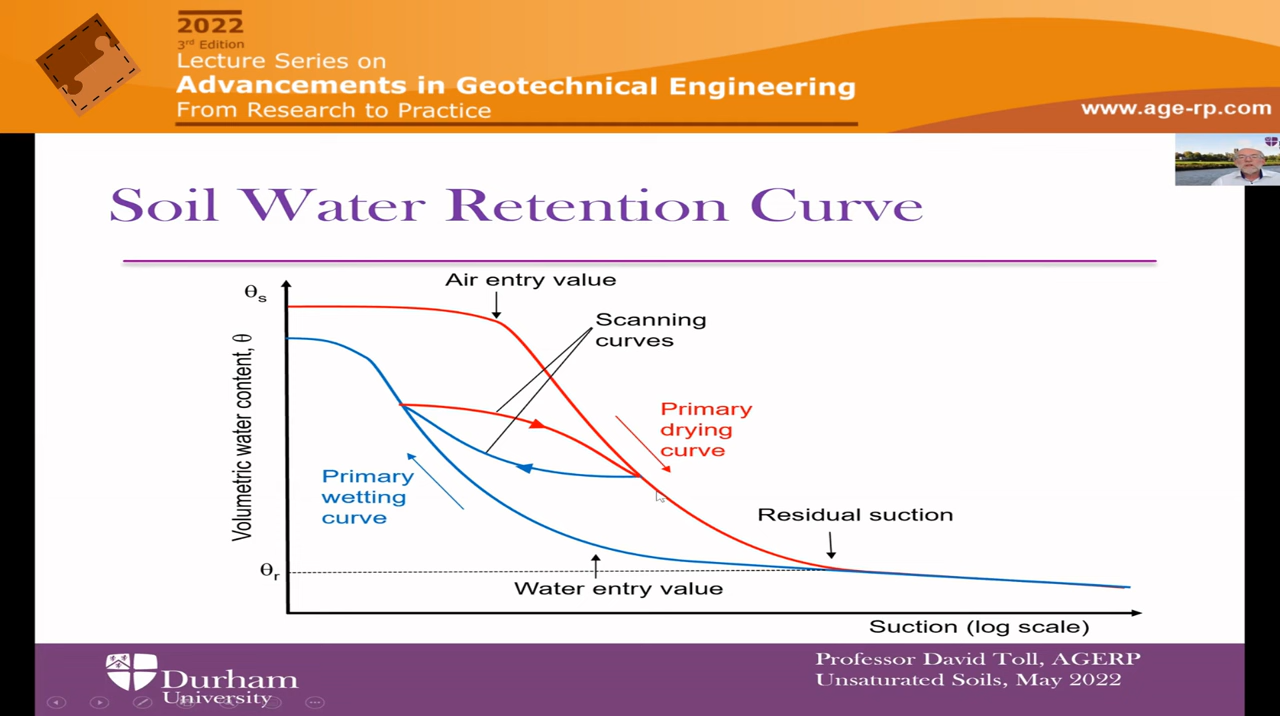 2022
3rd Edition
Lecture Series on
Advancements in Geotechnical Engineering
From Research to Practice
www.age-rp.com
Soil Water Retention Curve
Air entry value
θs
Scanning
curves
Volumetric water content, θ
Primary
drying
curve
Primary
wetting
curve
Residual suction
θr
Water entry value
Suction (log scale)
Durham
University
Professor David Toll, AGERP
Unsaturated Soils, May 2022